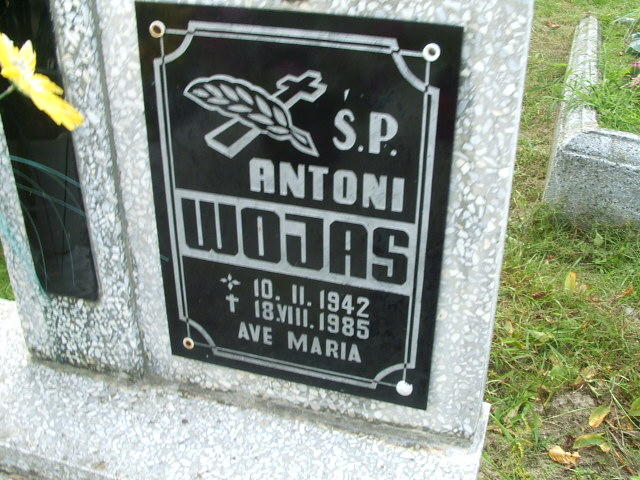 Ś.P.
ANTONI
WOJAS
10. II. 1942
18.VIII. 1985
AVE MARIA